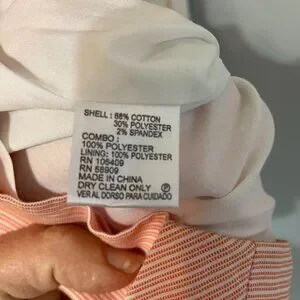 SHELL : 68% COTTON
30% POLYESTER
2% SPANDEX
COMBO :
100% POLYESTER
LINING: 100% POLYESTER
RN 106409
RN 58909
MADE IN CHINA
DRY CLEAN ONLY Ⓟ
VER AL DORSO PARA CUIDADO